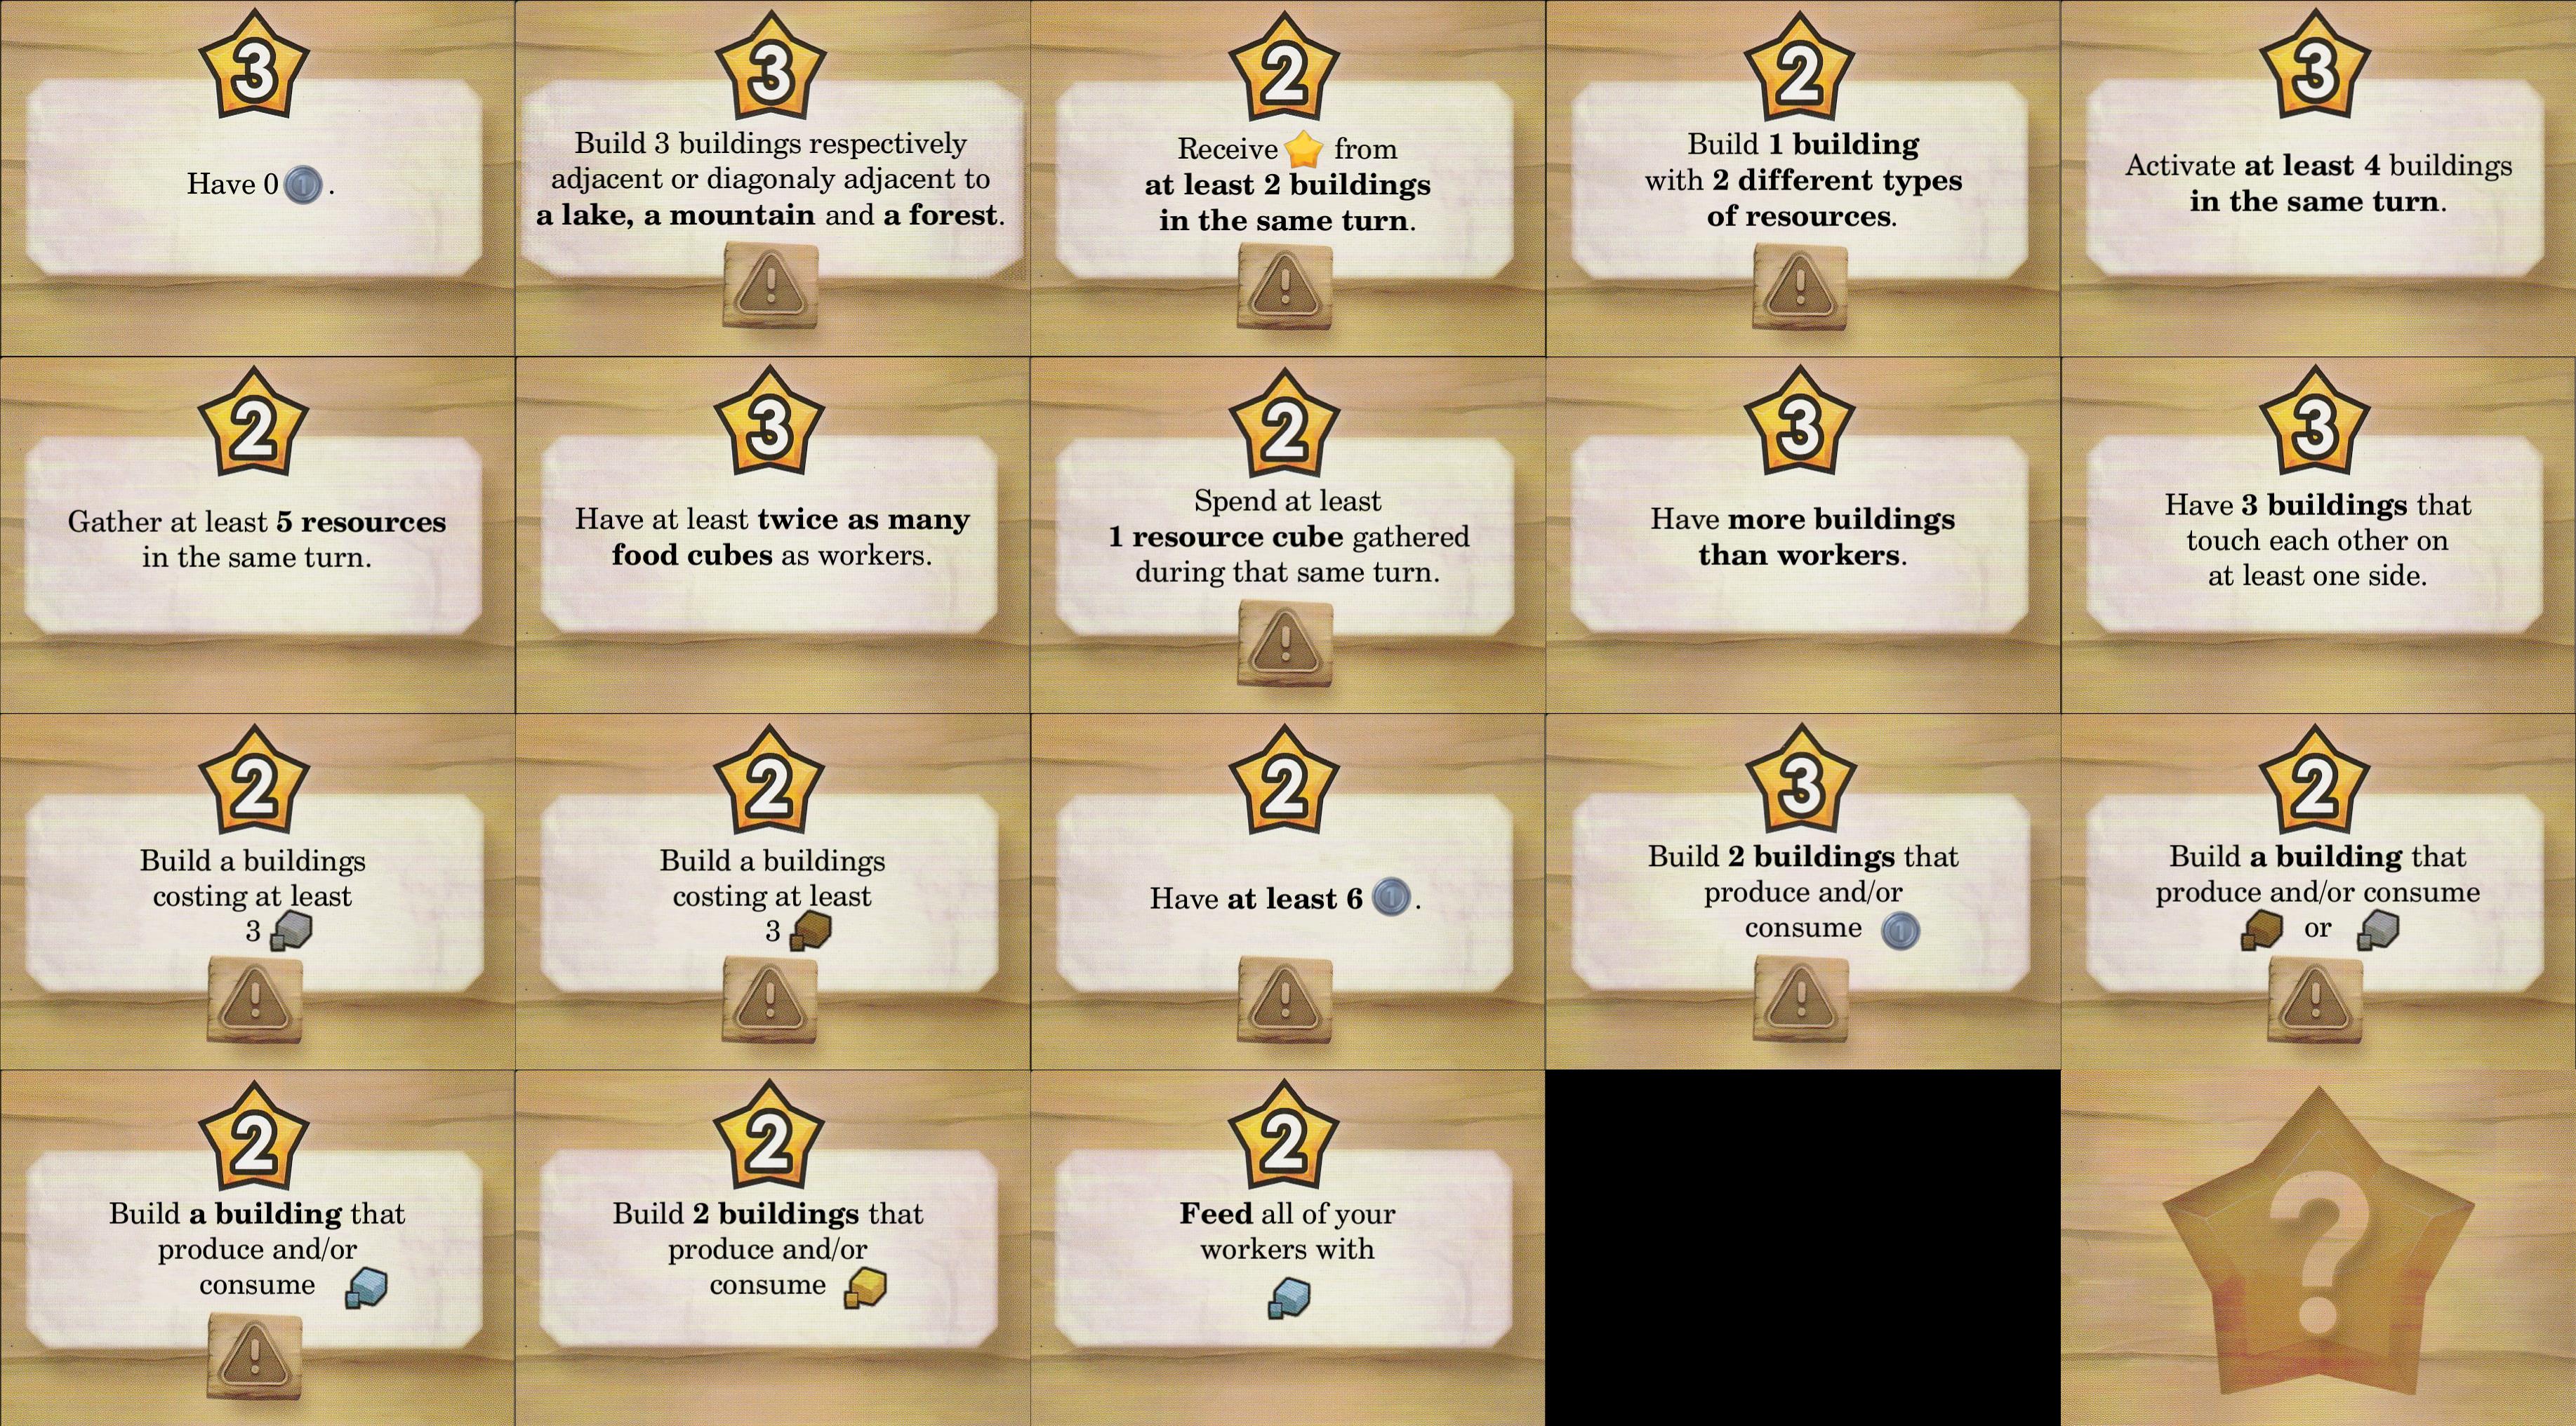 3
Have 0 1 .
3
Build 3 buildings respectively
adjacent or diagonaly adjacent to
a lake, a mountain and a forest.
!
2
Receive from
at least 2 buildings
in the same turn.
!
2
Build 1 building
with 2 different types
of resources.
!
3
Activate at least 4 buildings
in the same turn.
2
Gather at least 5 resources
in the same turn.
3
Have at least twice as many
food cubes as workers.
2
Spend at least
1 resource cube gathered
during that same turn.
!
3
Have more buildings
than workers.
3
Have 3 buildings that
touch each other on
at least one side.
2
Build a buildings
costing at least
3
!
2
Build a buildings
costing at least
3
!
2
Have at least 6 1 .
!
3
Build 2 buildings that
produce and/or
consume 1
!
2
Build a building that
produce and/or consume
or
!
2
Build a building that
produce and/or
consume
!
2
Build 2 buildings that
produce and/or
consume
2
Feed all of your
workers with
?